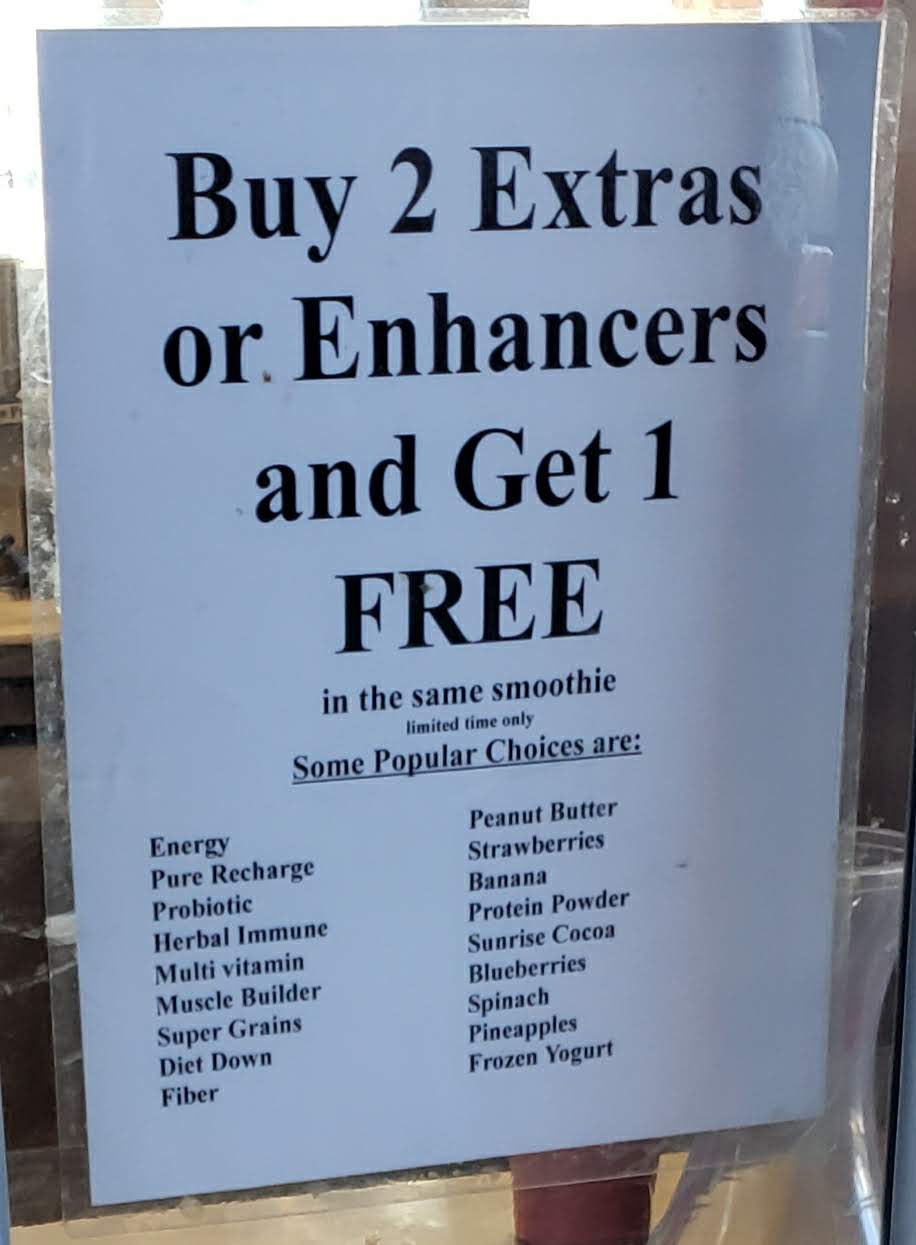 Buy 2 Extras
or Enhancers
and Get 1
FREE
in the same smoothie
limited time only
Some Popular Choices are:
Energy
Pure Recharge
Probiotic
Herbal Immune
Multi vitamin
Muscle Builder
Super Grains
Diet Down
Fiber
Peanut Butter
Strawberries
Banana
Protein Powder
Sunrise Cocoa
Blueberries
Spinach
Pineapples
Frozen Yogurt